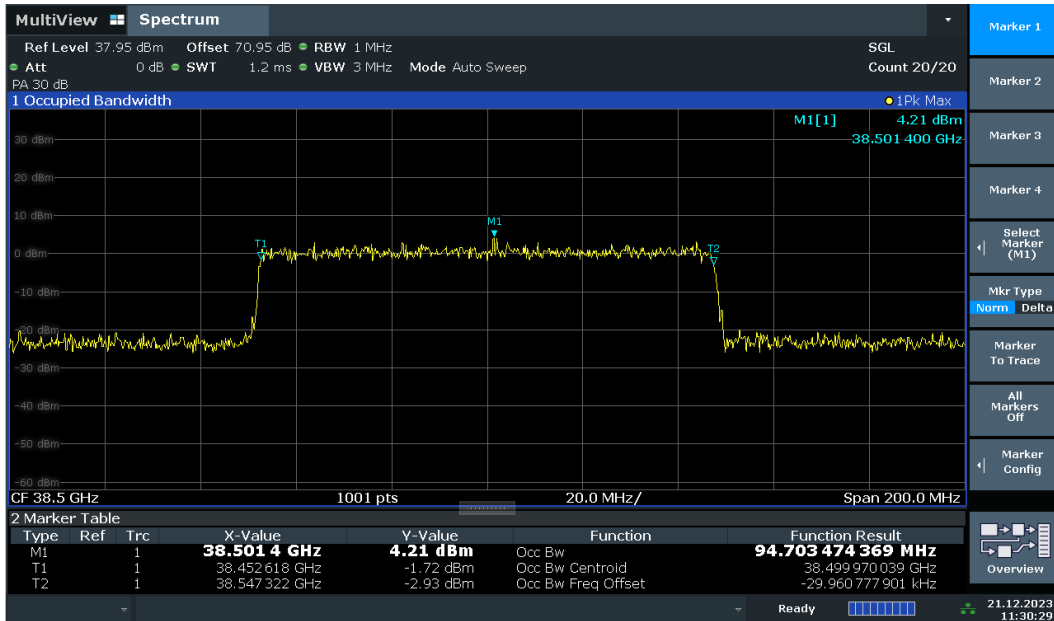 MultiView Spectrum
Ref Level 37.95 dBm Offset 70.95 dB RBW 1 MHz SGL
Att 0 dB SWT 1.2 ms VBW 3 MHz Mode Auto Sweep Count 20/20
PA 30 dB
1 Occupied Bandwidth 1Pk Max
M1[1] 4.21 dBm
38.501 400 GHz
30 dBm
20 dBm
10 dBm
M1
T1
T2
0 dBm
-10 dBm
-20 dBm
-30 dBm
-40 dBm
-50 dBm
-60 dBm
CF 38.5 GHz 1001 pts 20.0 MHz/ Span 200.0 MHz
2 Marker Table
Type Ref Trc X-Value Y-Value Function Function Result
M1 1 38.501 4 GHz 4.21 dBm Occ Bw 94.703 474 369 MHz
T1 1 38.452 618 GHz -1.72 dBm Occ Bw Centroid 38.499 970 039 GHz
T2 1 38.547 322 GHz -2.93 dBm Occ Bw Freq Offset -29.960 777 901 kHz
Ready
21.12.2023
11:30:29
Marker 1
Marker 2
Marker 3
Marker 4
Select
Marker
(M1)
Mkr Type
Norm Delta
Marker
To Trace
All
Markers
Off
Marker
Config
Overview